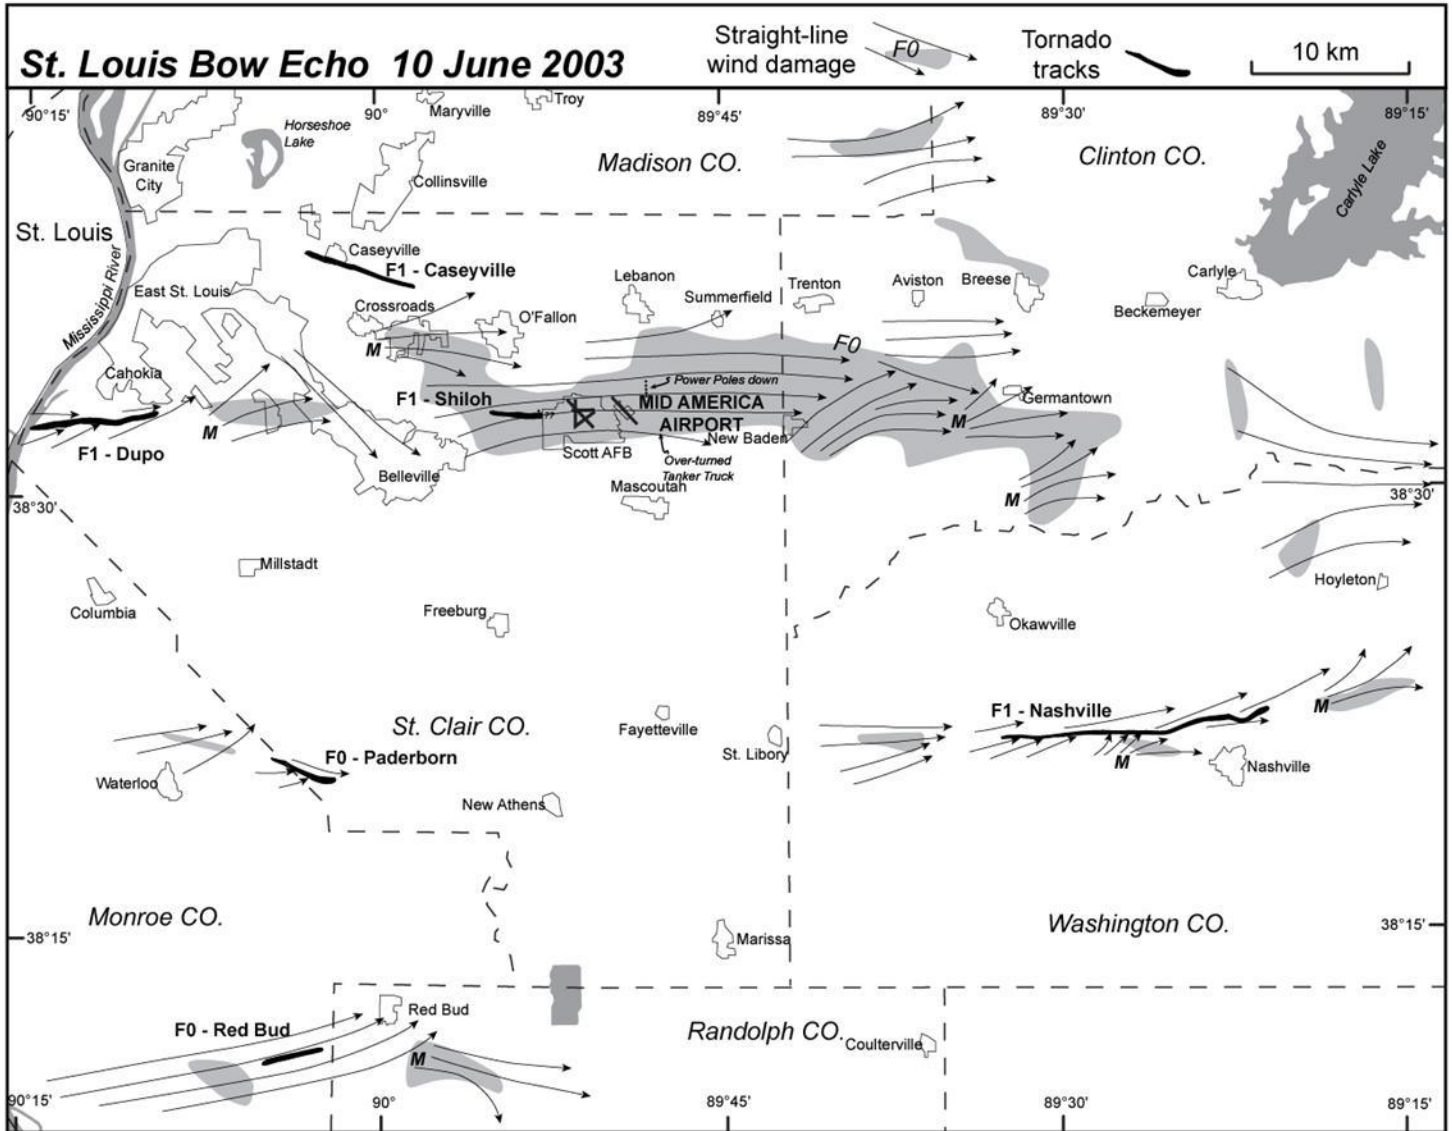 St. Louis Bow Echo 10 June 2003
Straight-line
wind damage
F0
Tornado
tracks
10 km
90°15'
90°
89°45'
89°30'
89°15'
Maryville
Troy
Horseshoe
Lake
Granite
City
Collinsville
Madison CO.
Clinton CO.
Carlyle Lake
St. Louis
Mississippi River
Caseyville
F1 - Caseyville
East St. Louis
Crossroads
O'Fallon
Lebanon
Summerfield
Trenton
Aviston
Breese
Beckemeyer
Carlyle
M
F0
Cahokia
Power Poles down
F1 - Shiloh
MID AMERICA
AIRPORT
??
Germantown
M
M
F1 - Dupo
Scott AFB
New Baden
Over-turned
Tanker Truck
Belleville
Mascoutah
M
38°30'
38°30'
Millstadt
Columbia
Freeburg
Okawville
Hoyleton
St. Clair CO.
Fayetteville
St. Libory
F1 - Nashville
M
M
Nashville
F0 - Paderborn
Waterloo
New Athens
Monroe CO.
Washington CO.
38°15'
38°15'
Marissa
Red Bud
F0 - Red Bud
M
Randolph CO.
Coulterville
90°15'
90°
89°45'
89°30'
89°15'